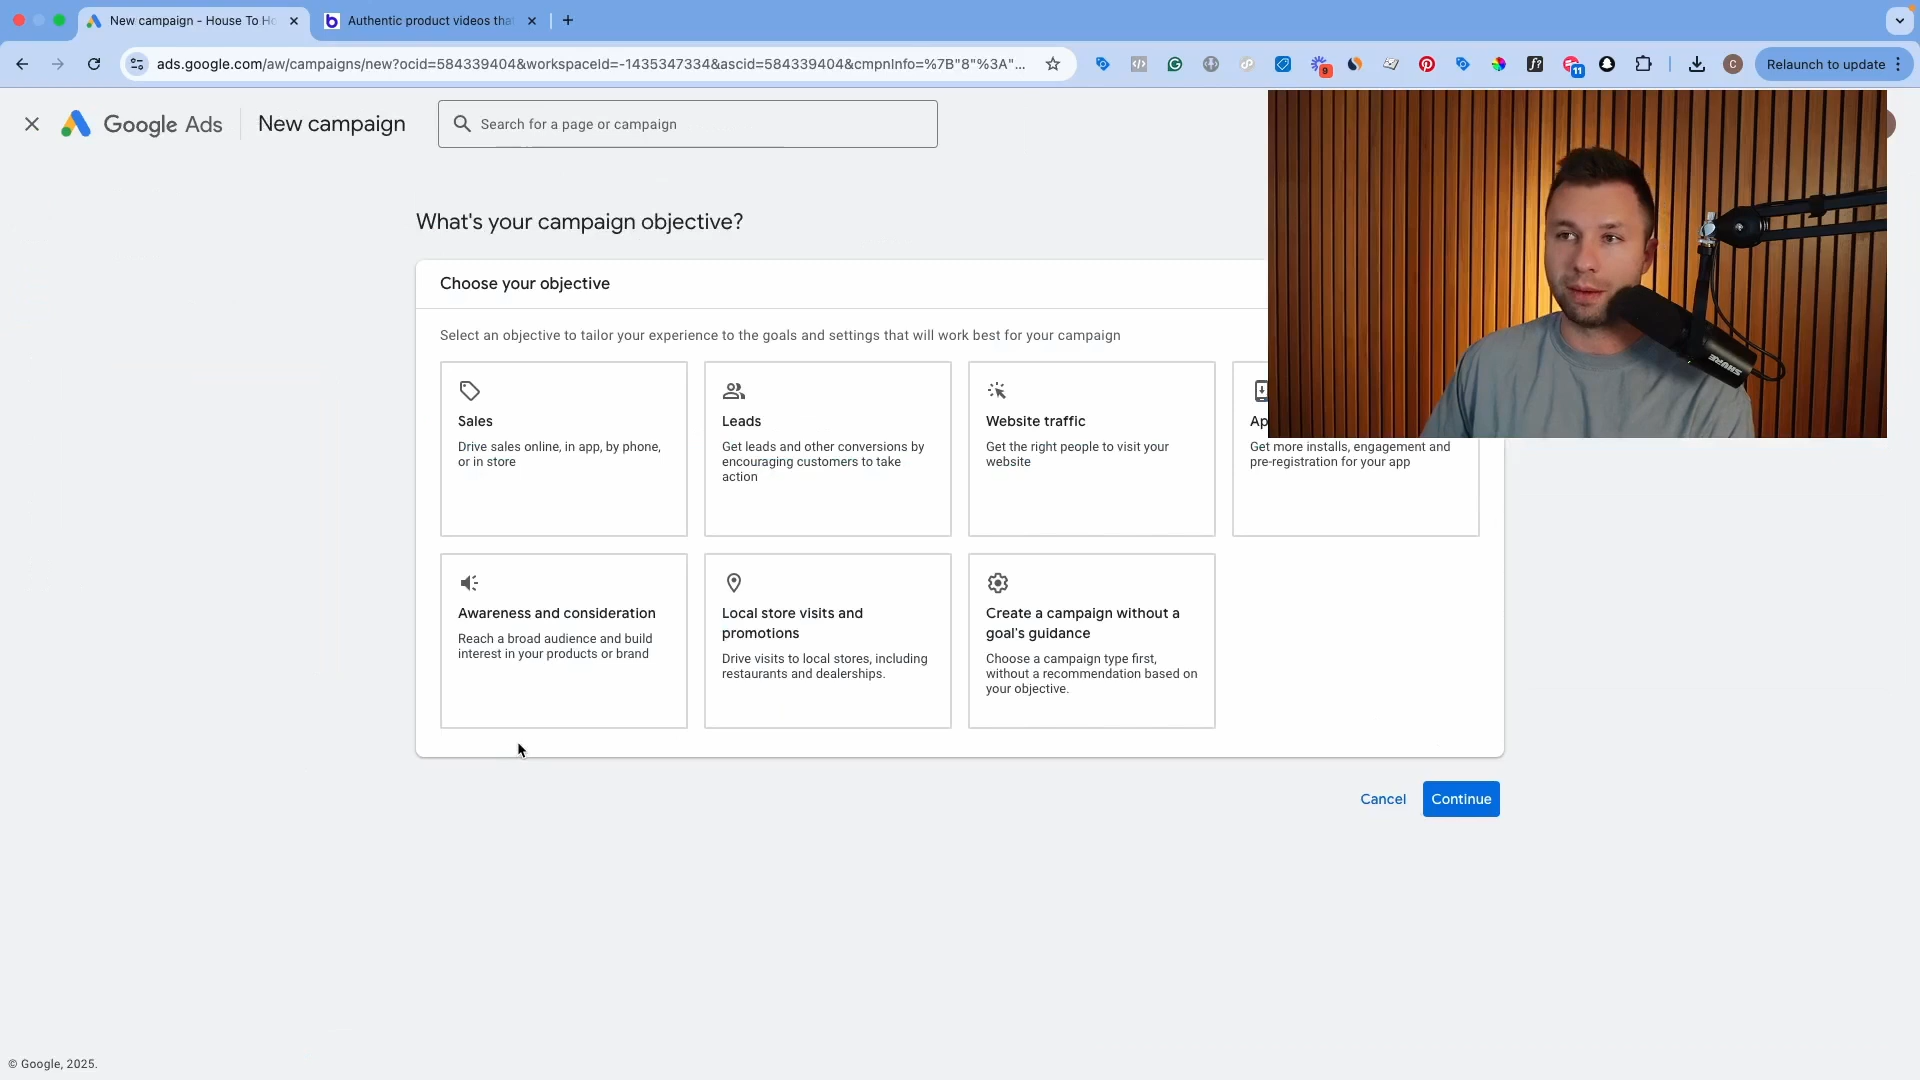 New campaign - House To Ho
Authentic product videos tha
ads.google.com/aw/campaigns/new?ocid=584339404&workspaceId=-1435347334&ascid=584339404&cmpnInfo=%7B"8"%3A"...
9
11
C
Relaunch to update
Google Ads
New campaign
Search for a page or campaign
What's your campaign objective?
Choose your objective
Select an objective to tailor your experience to the goals and settings that will work best for your campaign
Sales
Drive sales online, in app, by phone,
or in store
Leads
Get leads and other conversions by
encouraging customers to take
action
Website traffic
Get the right people to visit your
website
Ap
Get more installs, engagement and
pre-registration for your app
Awareness and consideration
Reach a broad audience and build
interest in your products or brand
Local store visits and
promotions
Drive visits to local stores, including
restaurants and dealerships.
Create a campaign without a
goal's guidance
Choose a campaign type first,
without a recommendation based on
your objective.
Cancel
Continue
SHURE
© Google, 2025.